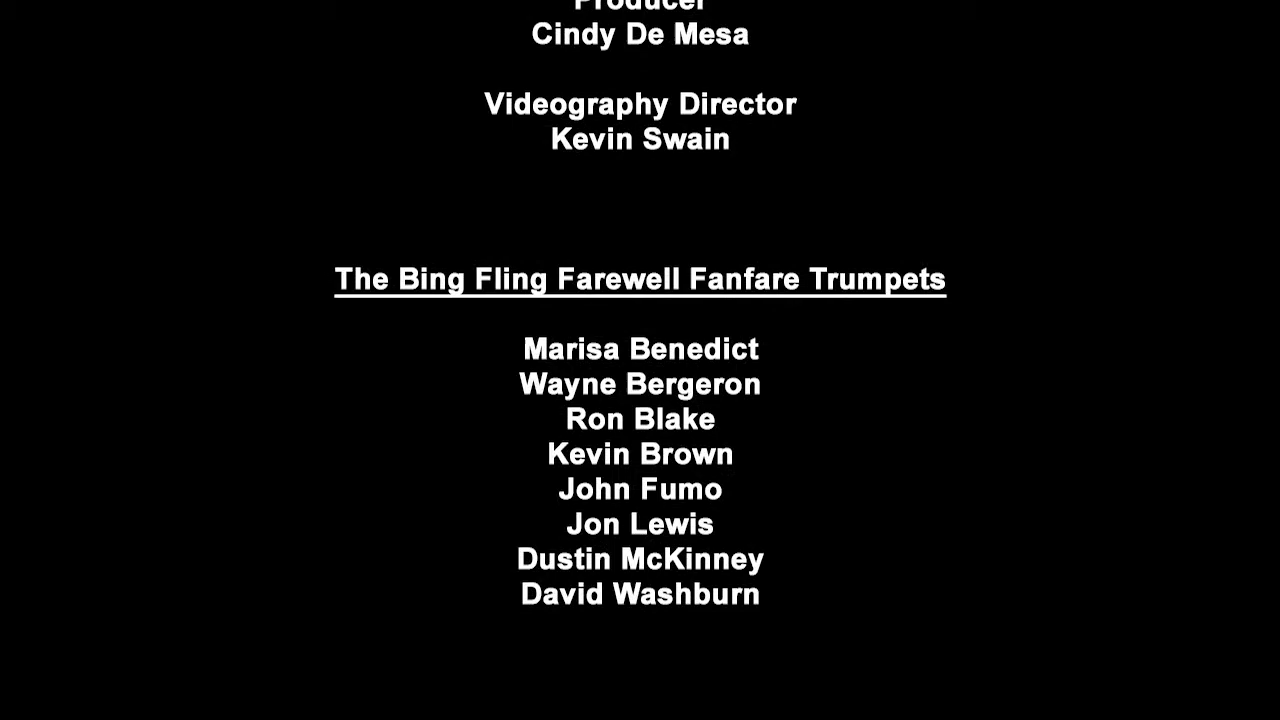 Producer
Cindy De Mesa
Videography Director
Kevin Swain
The Bing Fling Farewell Fanfare Trumpets
Marisa Benedict
Wayne Bergeron
Ron Blake
Kevin Brown
John Fumo
Jon Lewis
Dustin McKinney
David Washburn